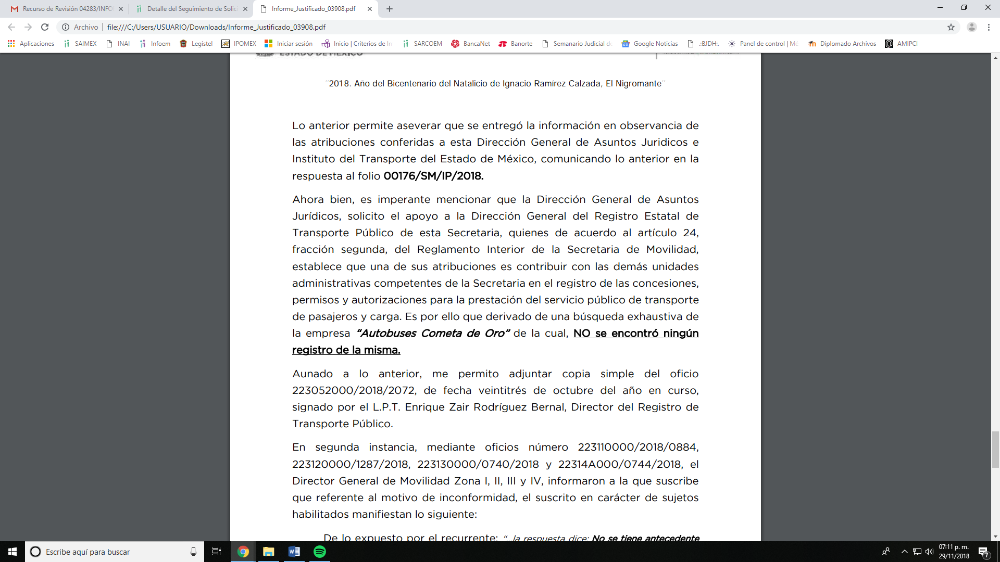 Recurso de Revisión 04283/INFO
Detalle del Seguimiento de Solici
Informe_Justificado_03908.pdf
Archivo
file:///C:/Users/USUARIO/Downloads/Informe_Justificado_03908.pdf
Aplicaciones
SAIMEX
INAI
Infoem
Legistel
IPOMEX
Iniciar sesión
Inicio | Criterios de In
SARCOEM
BancaNet
Banorte
Semanario Judicial de
Google Noticias
.:BJDH:.
Panel de control | Mé
Diplomado Archivos
AMIPCI
ESTADO DE MÉXICO
¨2018. Año del Bicentenario del Natalicio de Ignacio Ramírez Calzada, El Nigromante¨
Lo anterior permite aseverar que se entregó la información en observancia de
las atribuciones conferidas a esta Dirección General de Asuntos Juridicos e
Instituto del Transporte del Estado de México, comunicando lo anterior en la
respuesta al folio 00176/SM/IP/2018.
Ahora bien, es imperante mencionar que la Dirección General de Asuntos
Jurídicos, solicito el apoyo a la Dirección General del Registro Estatal de
Transporte Público de esta Secretaria, quienes de acuerdo al artículo 24,
fracción segunda, del Reglamento Interior de la Secretaria de Movilidad,
establece que una de sus atribuciones es contribuir con las demás unidades
administrativas competentes de la Secretaria en el registro de las concesiones,
permisos y autorizaciones para la prestación del servicio público de transporte
de pasajeros y carga. Es por ello que derivado de una búsqueda exhaustiva de
la empresa “Autobuses Cometa de Oro” de la cual, NO se encontró ningún
registro de la misma.
Aunado a lo anterior, me permito adjuntar copia simple del oficio
223052000/2018/2072, de fecha veintitrés de octubre del año en curso,
signado por el L.P.T. Enrique Zair Rodríguez Bernal, Director del Registro de
Transporte Público.
En segunda instancia, mediante oficios número 223110000/2018/0884,
223120000/1287/2018, 223130000/0740/2018 y 22314A000/0744/2018, el
Director General de Movilidad Zona I, II, III y IV, informaron a la que suscribe
que referente al motivo de inconformidad, el suscrito en carácter de sujetos
habilitados manifiestan lo siguiente:
De lo expuesto por el recurrente: “...la respuesta dice: No se tiene antecedente
Escribe aquí para buscar
07:11 p. m.
29/11/2018
7